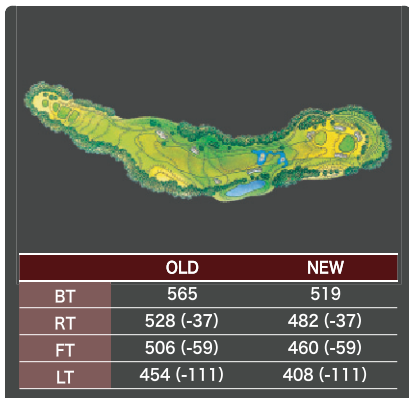 OLD NEW
BT 565 519
RT 528 (-37) 482 (-37)
FT 506 (-59) 460 (-59)
LT 454 (-111) 408 (-111)